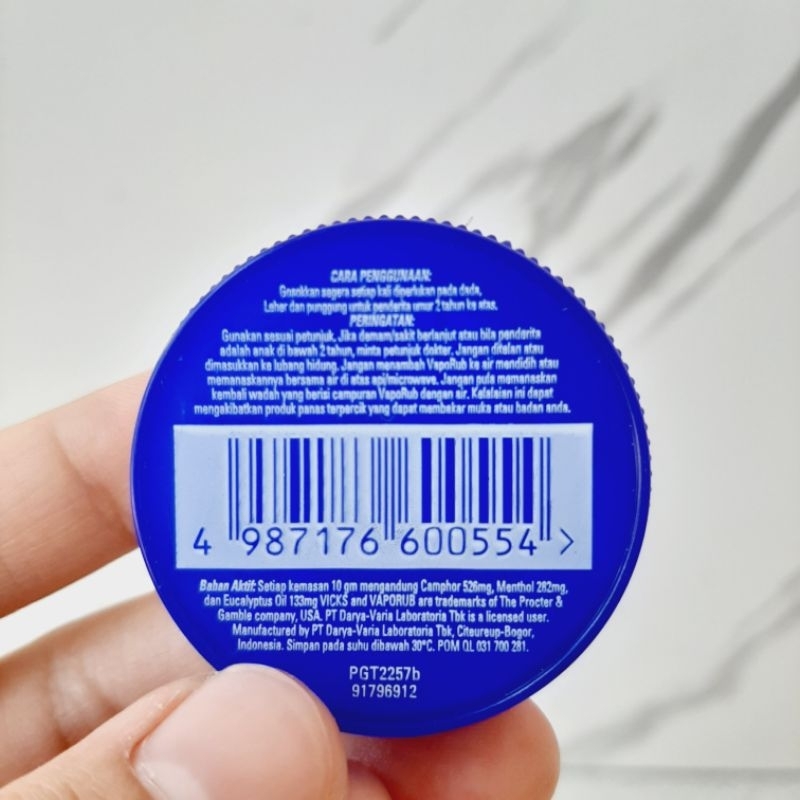 CARA PENGGUNAAN:
Gosokkan segera setiap kali diperlukan pada dada,
Leher dan punggung untuk penderita umur 2 tahun ke atas.
PERINGATAN:
Gunakan sesuai petunjuk. Jika demam/sakit berlanjut atau bila penderita
adalah anak di bawah 2 tahun, minta petunjuk dokter. Jangan ditelan atau
dimasukkan ke lubang hidung. Jangan menambah VapoRub ke air mendidih atau
memanaskannya bersama air di atas api/microwave. Jangan pula memanaskan
kembali wadah yang berisi campuran VapoRub dengan air. Kelalaian ini dapat
mengakibatkan produk panas terpercik yang dapat membakar muka atau badan anda.
4 987176 600554 >
Bahan Aktif: Setiap kemasan 10 gm mengandung Camphor 526mg, Menthol 282mg,
dan Eucalyptus Oil 133mg VICKS and VAPORUB are trademarks of The Procter &
Gamble company, USA. PT Darya-Varia Laboratoria Tbk is a licensed user.
Manufactured by PT Darya-Varia Laboratoria Tbk, Citeureup-Bogor,
Indonesia. Simpan pada suhu dibawah 30°C. POM QL 031 700 281.
PGT2257b
91796912